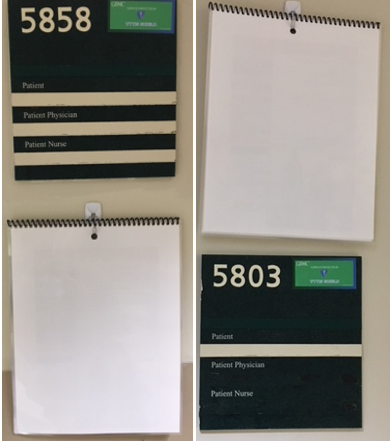 5858
Patient
Patient Physician
Patient Nurse
5803
Patient
Patient Physician
Patient Nurse